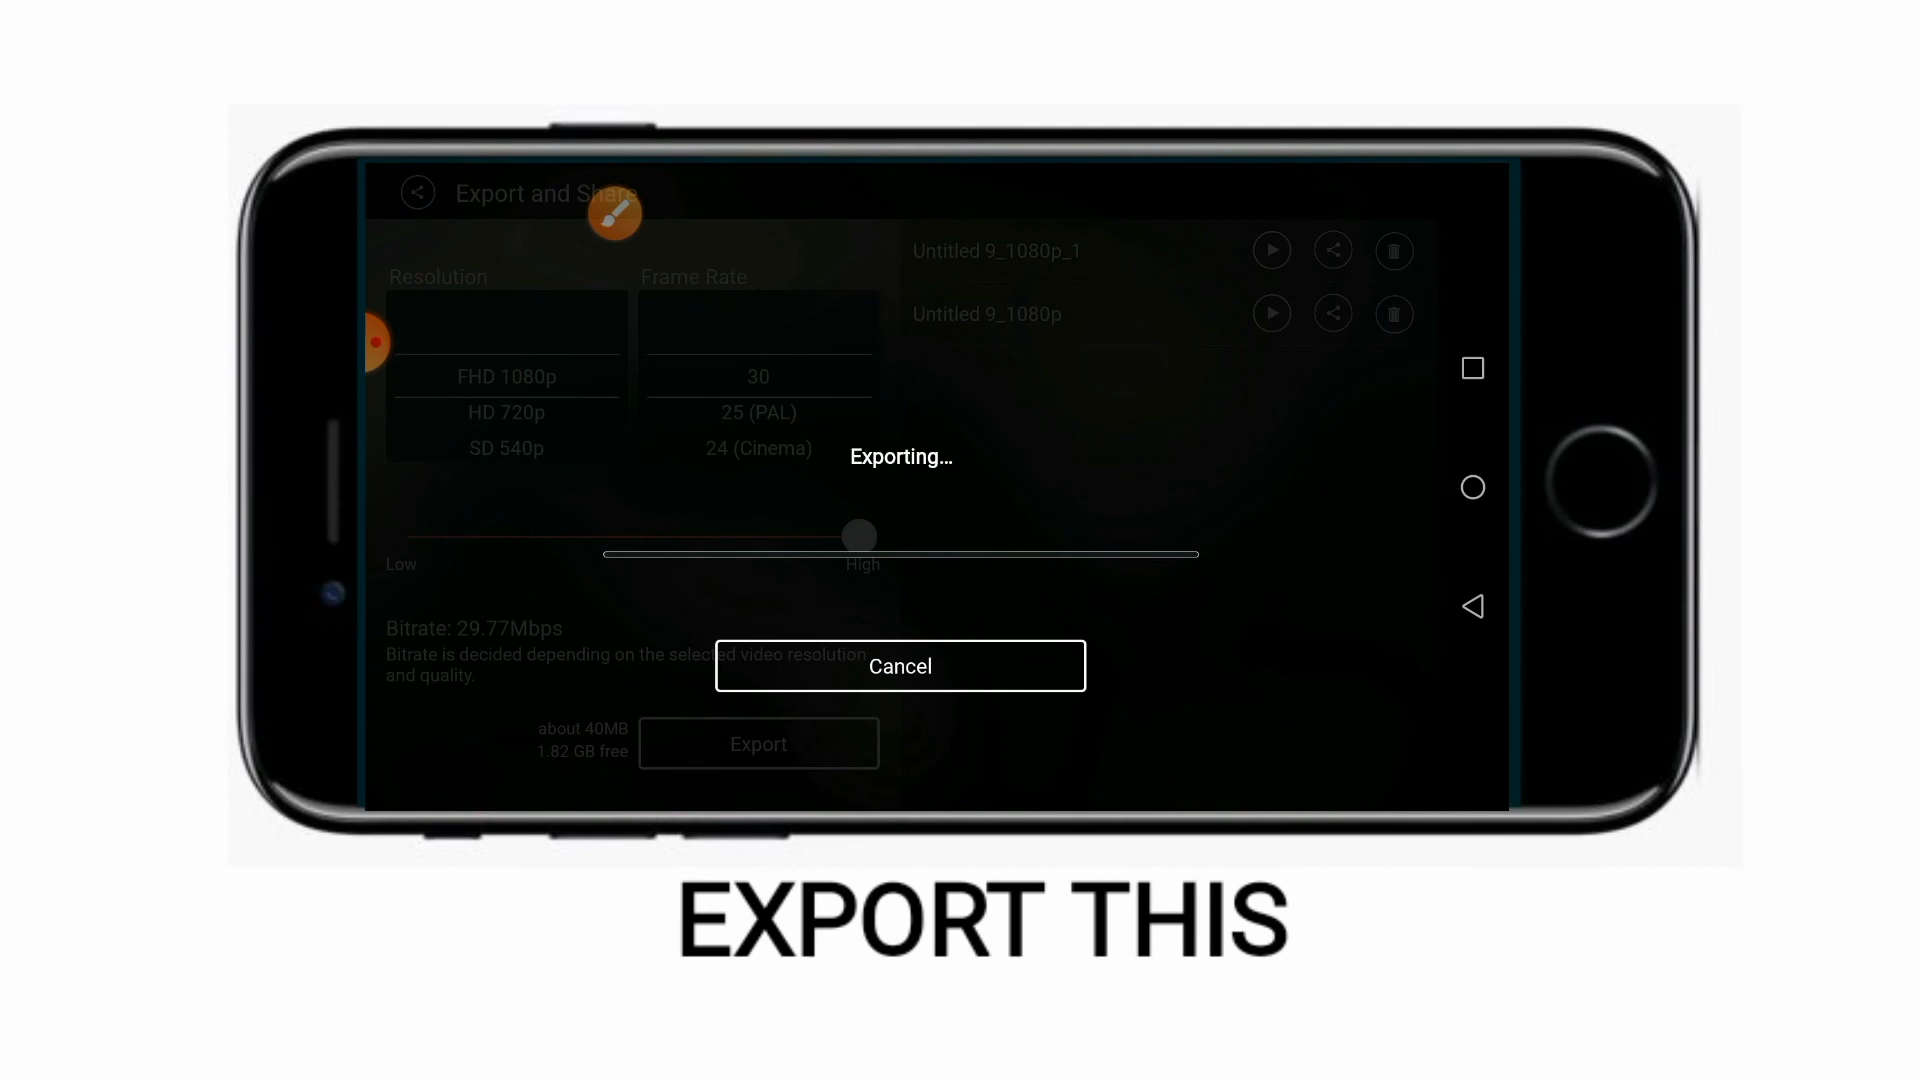 Export and Share
Resolution
Frame Rate
FHD 1080p
HD 720p
SD 540p
30
25 (PAL)
24 (Cinema)
Untitled 9_1080p_1
Untitled 9_1080p
Exporting...
Low
High
Bitrate: 29.77Mbps
Bitrate is decided depending on the selected video resolution
and quality.
Cancel
about 40MB
1.82 GB free
Export
EXPORT THIS